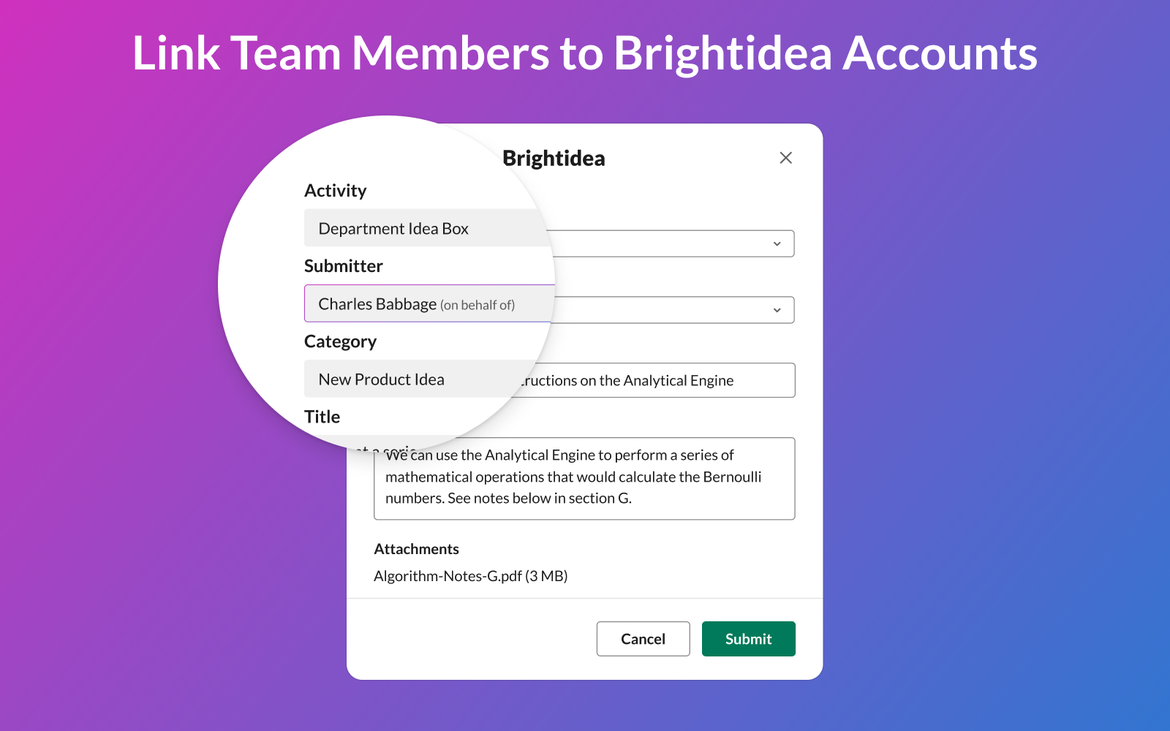 Link Team Members to Brightidea Accounts
Brightidea
Activity
Department Idea Box
Submitter
Charles Babbage (on behalf of)
Category
New Product Idea
on the Analytical Engine
Title
We can use the Analytical Engine to perform a series of
mathematical operations that would calculate the Bernoulli
numbers. See notes below in section G.
Attachments
Algorithm-Notes-G.pdf (3 MB)
Cancel
Submit